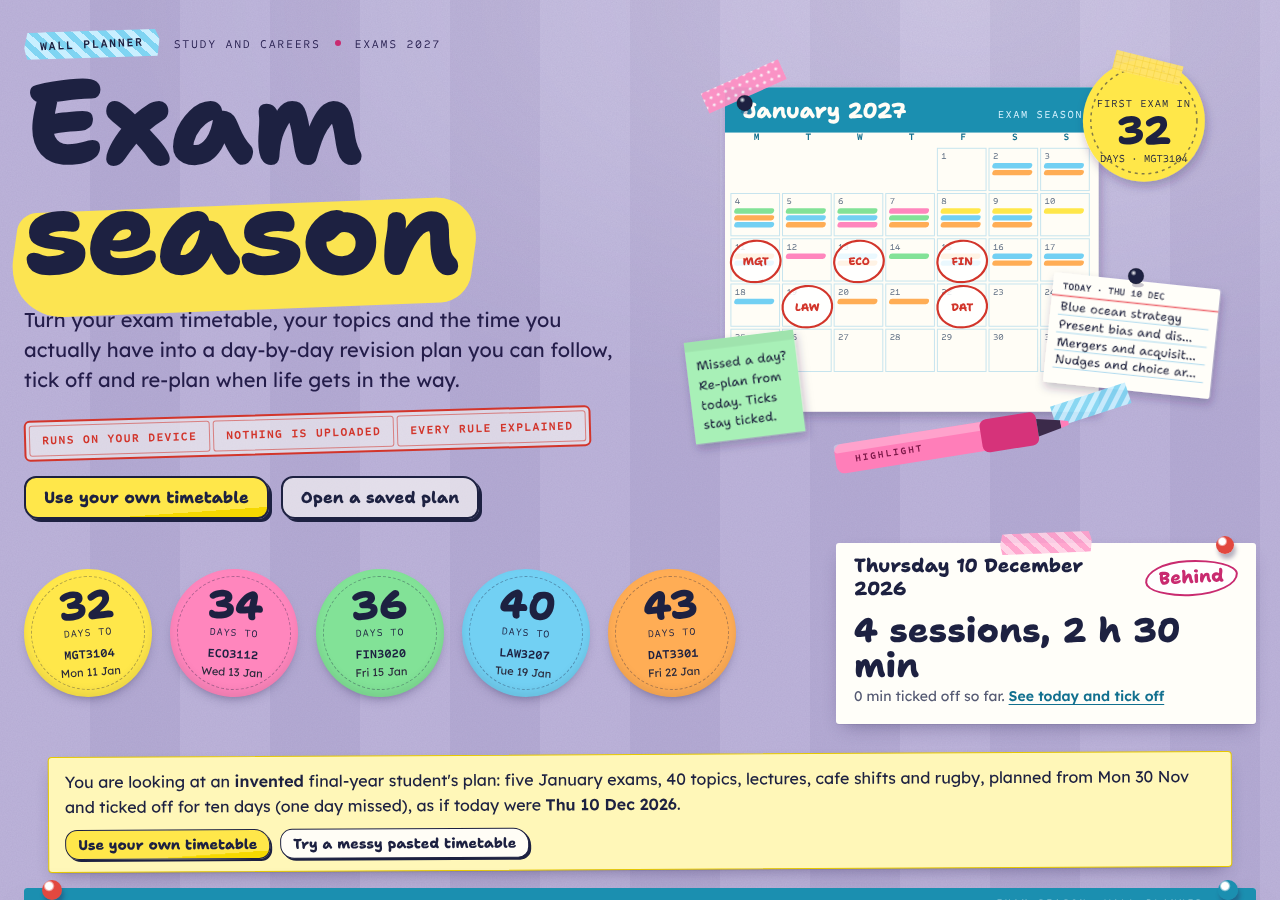 WALL PLANNER STUDY AND CAREERS • EXAMS 2027
Exam
season
Turn your exam timetable, your topics and the time you
actually have into a day-by-day revision plan you can follow,
tick off and re-plan when life gets in the way.
RUNS ON YOUR DEVICE NOTHING IS UPLOADED EVERY RULE EXPLAINED
Use your own timetable Open a saved plan
January 2027 EXAM SEASON
M T W T F S S
1 2 3
4 5 6 7 8 9 10
MGT 12 ECO 14 FIN 16 17
18 LAW 20 21 DAT 23
27 28 29 30
FIRST EXAM IN
32
DAYS · MGT3104
TODAY · THU 10 DEC
Blue ocean strategy
Present bias and dis...
Mergers and acquisit...
Nudges and choice ar...
Missed a day?
Re-plan from
today. Ticks
stay ticked.
HIGHLIGHT
32
DAYS TO
MGT3104
Mon 11 Jan
34
DAYS TO
ECO3112
Wed 13 Jan
36
DAYS TO
FIN3020
Fri 15 Jan
40
DAYS TO
LAW3207
Tue 19 Jan
43
DAYS TO
DAT3301
Fri 22 Jan
Thursday 10 December
2026
Behind
4 sessions, 2 h 30
min
0 min ticked off so far. See today and tick off
You are looking at an invented final-year student's plan: five January exams, 40 topics, lectures, cafe shifts and rugby, planned from Mon 30 Nov
and ticked off for ten days (one day missed), as if today were Thu 10 Dec 2026.
Use your own timetable Try a messy pasted timetable